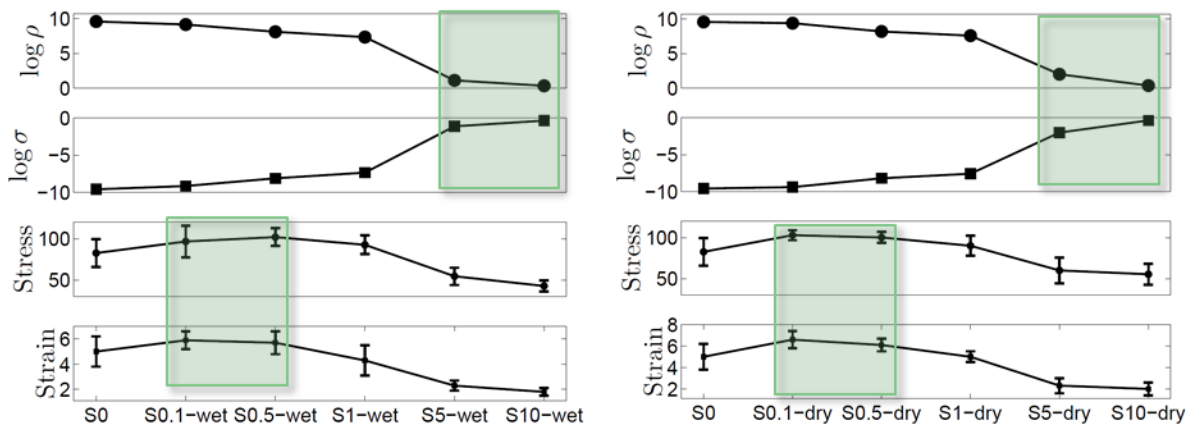 log ρ
10
5
0
log σ
0
−5
−10
Stress
100
50
Strain
6
4
2
S0 S0.1−wet S0.5−wet S1−wet S5−wet S10−wet
log ρ
10
5
0
log σ
0
−5
−10
Stress
100
50
Strain
8
6
4
2
S0 S0.1−dry S0.5−dry S1−dry S5−dry S10−dry